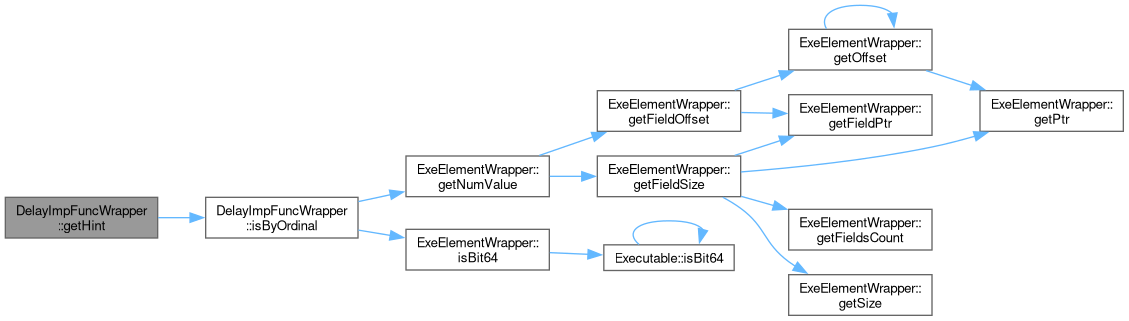 DelayImpFuncWrapper
::getHint
DelayImpFuncWrapper
::isByOrdinal
ExeElementWrapper::
getNumValue
ExeElementWrapper::
isBit64
ExeElementWrapper::
getFieldOffset
ExeElementWrapper::
getFieldSize
Executable::isBit64
ExeElementWrapper::
getOffset
ExeElementWrapper::
getFieldPtr
ExeElementWrapper::
getFieldsCount
ExeElementWrapper::
getSize
ExeElementWrapper::
getPtr